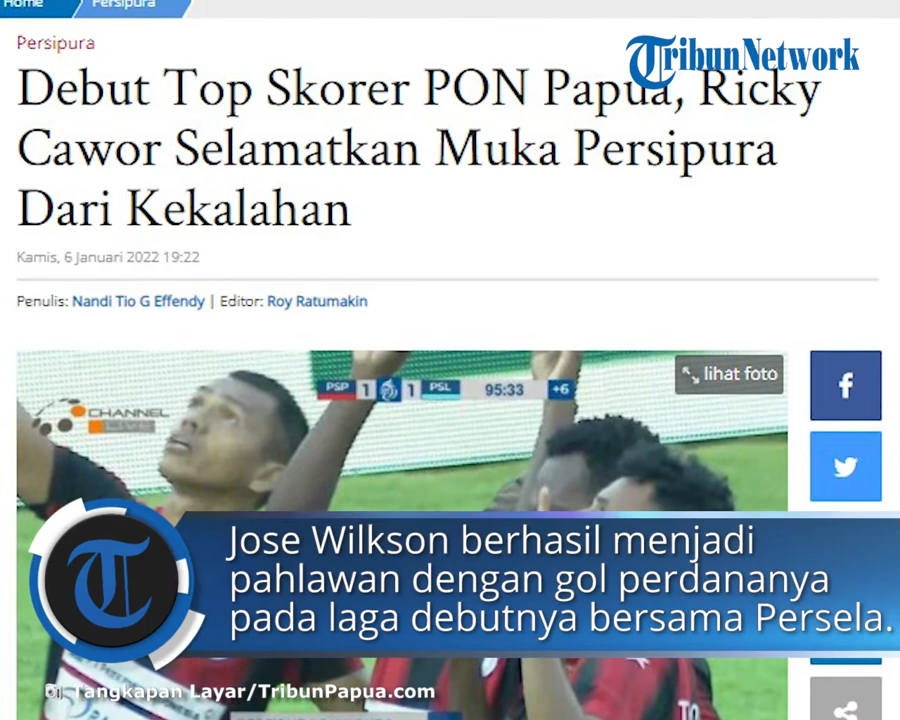 Home Persipura
Persipura
TribunNetwork
Debut Top Skorer PON Papua, Ricky
Cawor Selamatkan Muka Persipura
Dari Kekalahan
Kamis, 6 Januari 2022 19:22
Penulis: Nandi Tio G Effendy | Editor: Roy Ratumakin
PSP 1 1 PSL 95:33 +6
lihat foto
CHANNEL
f
T
Jose Wilkson berhasil menjadi
pahlawan dengan gol perdananya
pada laga debutnya bersama Persela.
Tangkapan Layar/TribunPapua.com